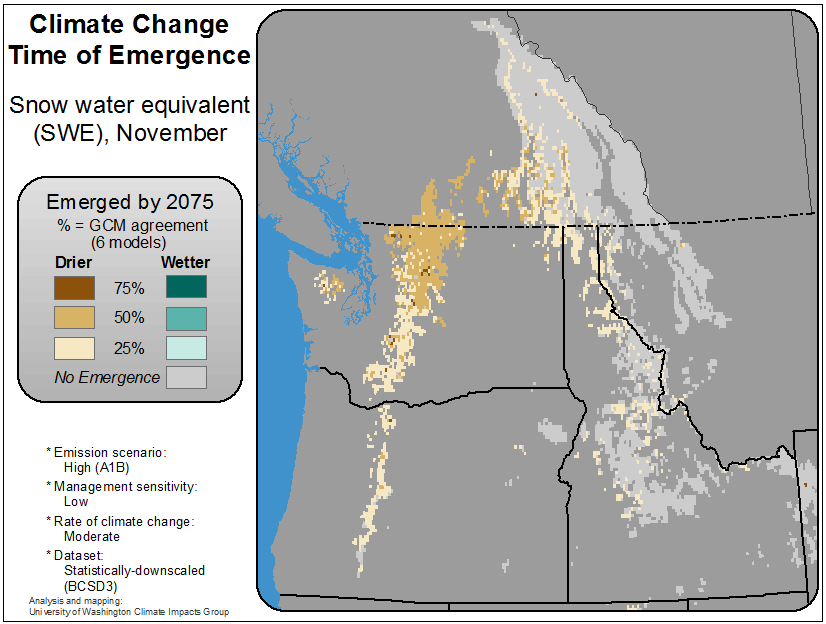 Climate Change
Time of Emergence
Snow water equivalent
(SWE), November
Emerged by 2075
% = GCM agreement
(6 models)
Drier Wetter
75%
50%
25%
No Emergence
* Emission scenario:
High (A1B)
* Management sensitivity:
Low
* Rate of climate change:
Moderate
* Dataset:
Statistically-downscaled
(BCSD3)
Analysis and mapping:
University of Washington Climate Impacts Group